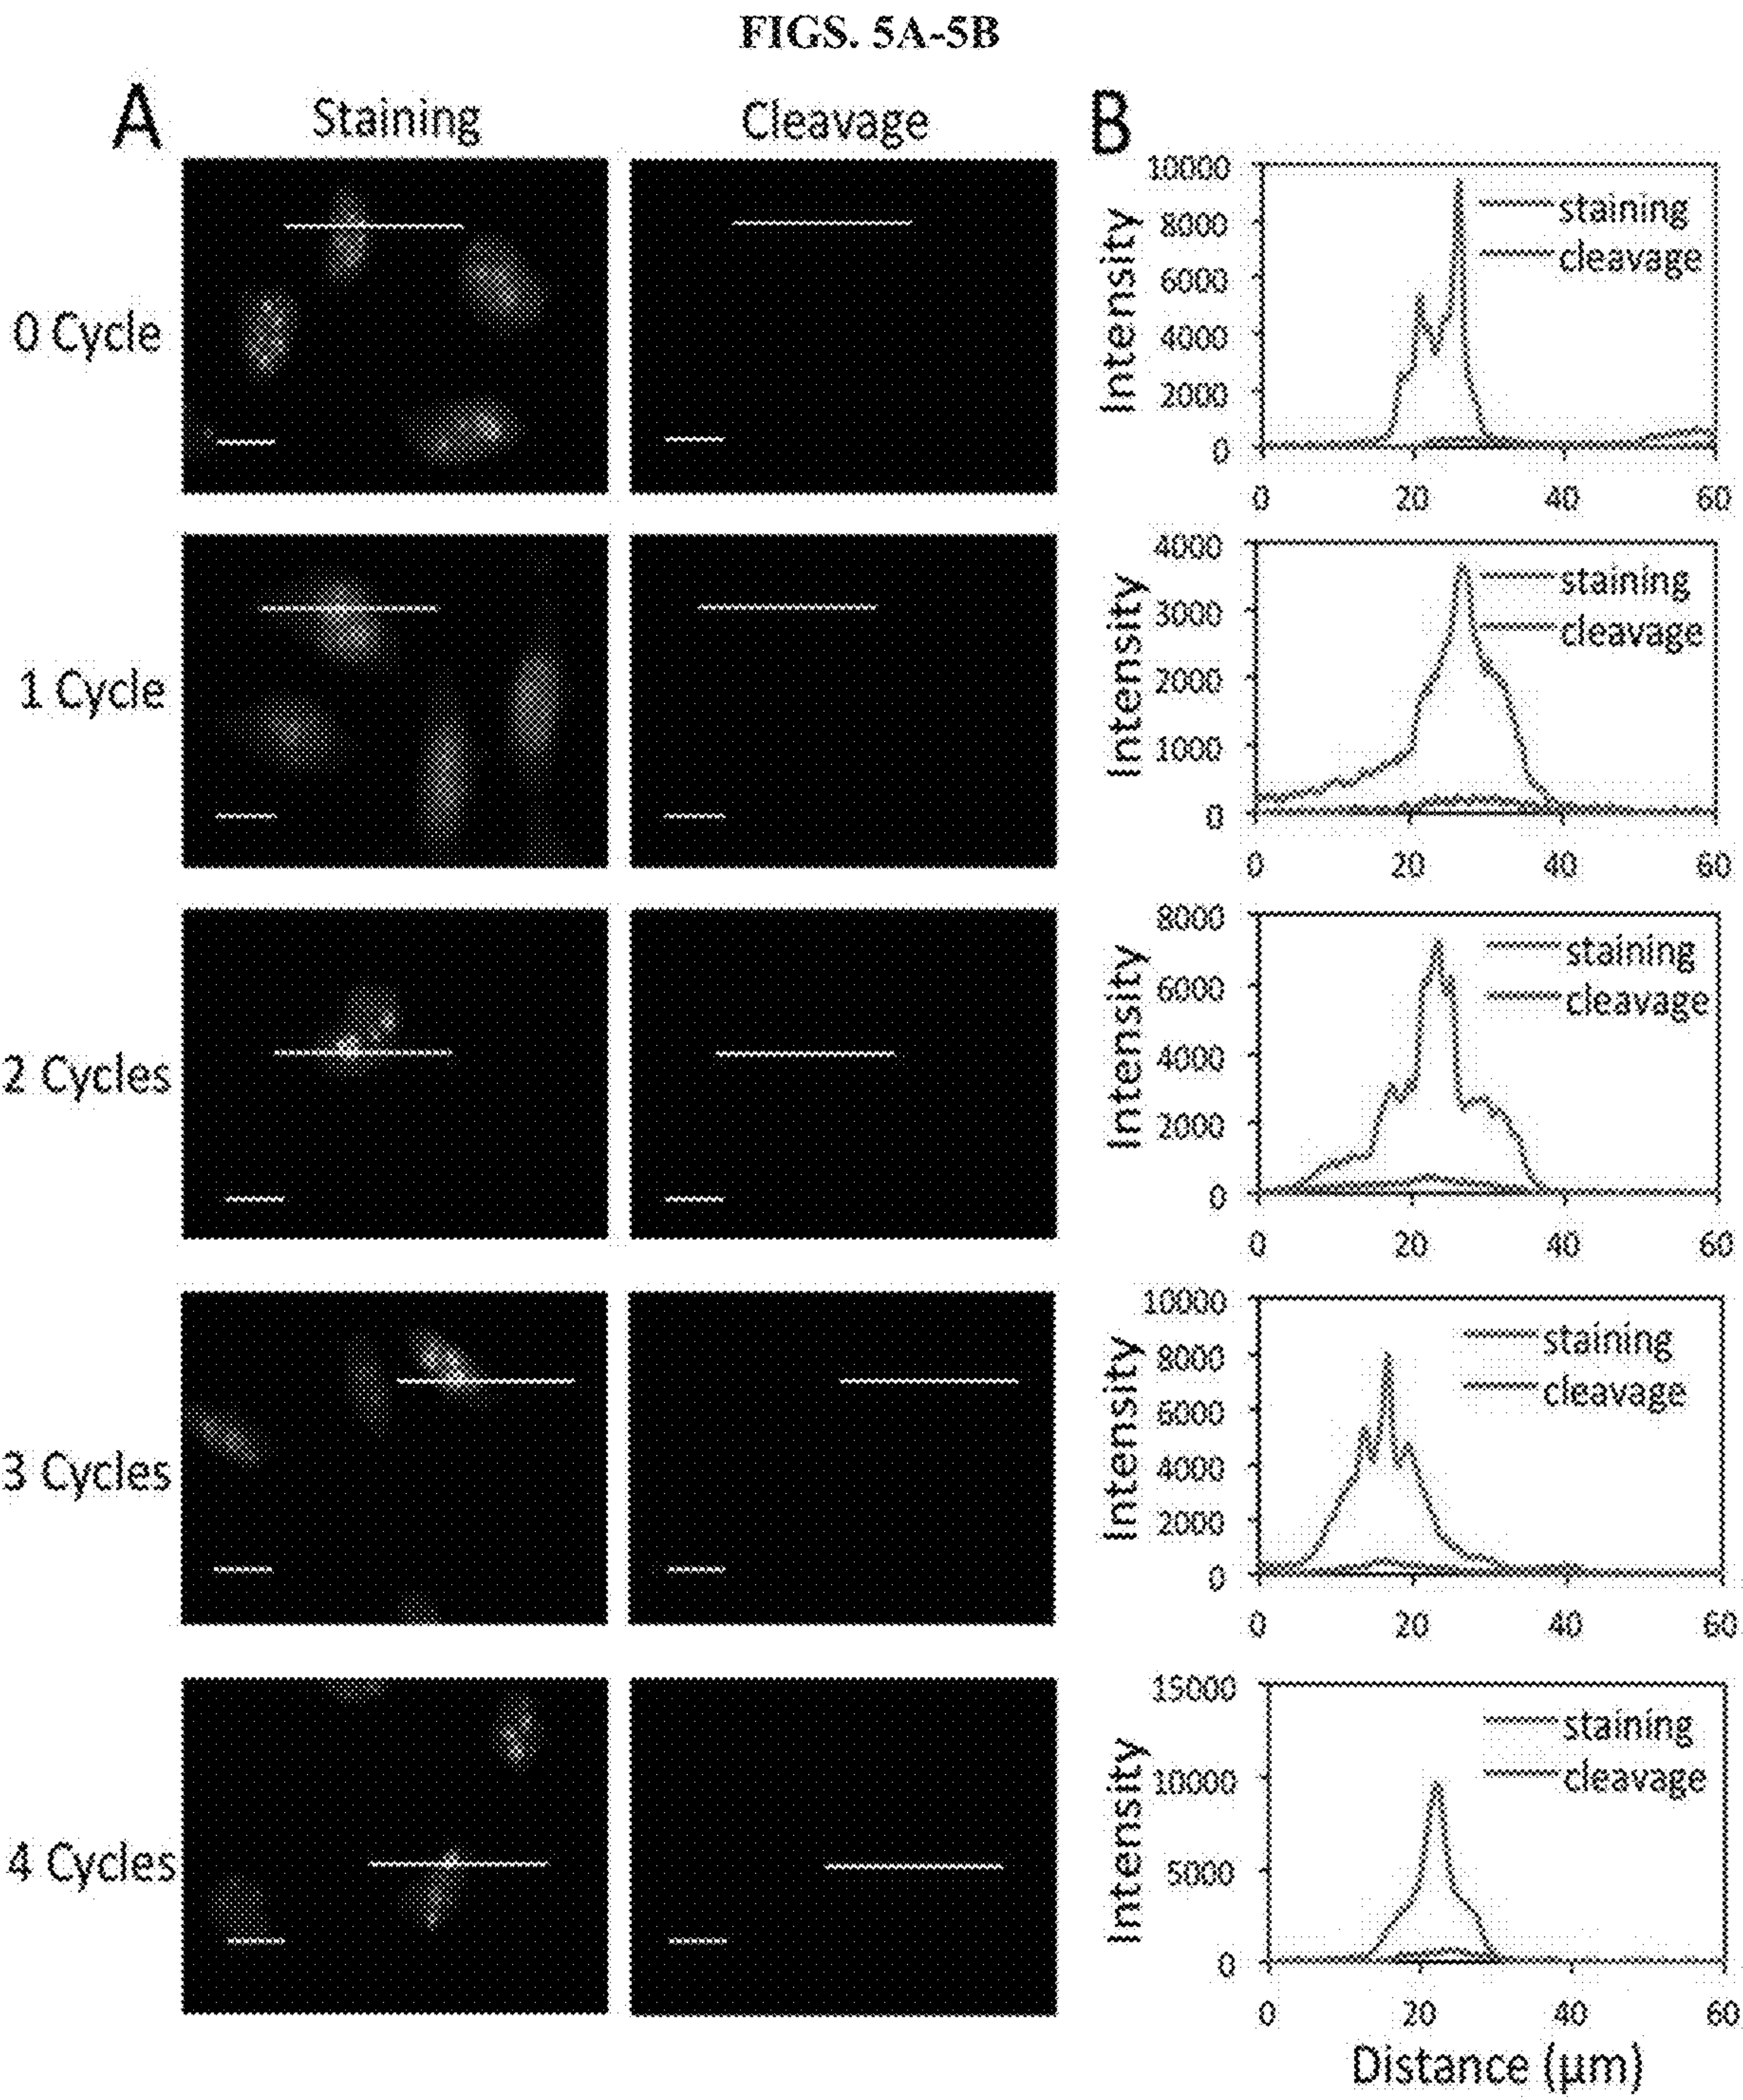 FIGS. 5A-5B
A
Staining
Cleavage
B
0 Cycle
Intensity
10000
8000
6000
4000
2000
0
staining
cleavage
0
20
40
60
1 Cycle
Intensity
4000
3000
2000
1000
0
staining
cleavage
0
20
40
60
2 Cycles
Intensity
8000
6000
4000
2000
0
staining
cleavage
0
20
40
60
3 Cycles
Intensity
10000
8000
6000
4000
2000
0
staining
cleavage
0
20
40
60
4 Cycles
Intensity
15000
10000
5000
0
staining
cleavage
0
20
40
60
Distance (μm)